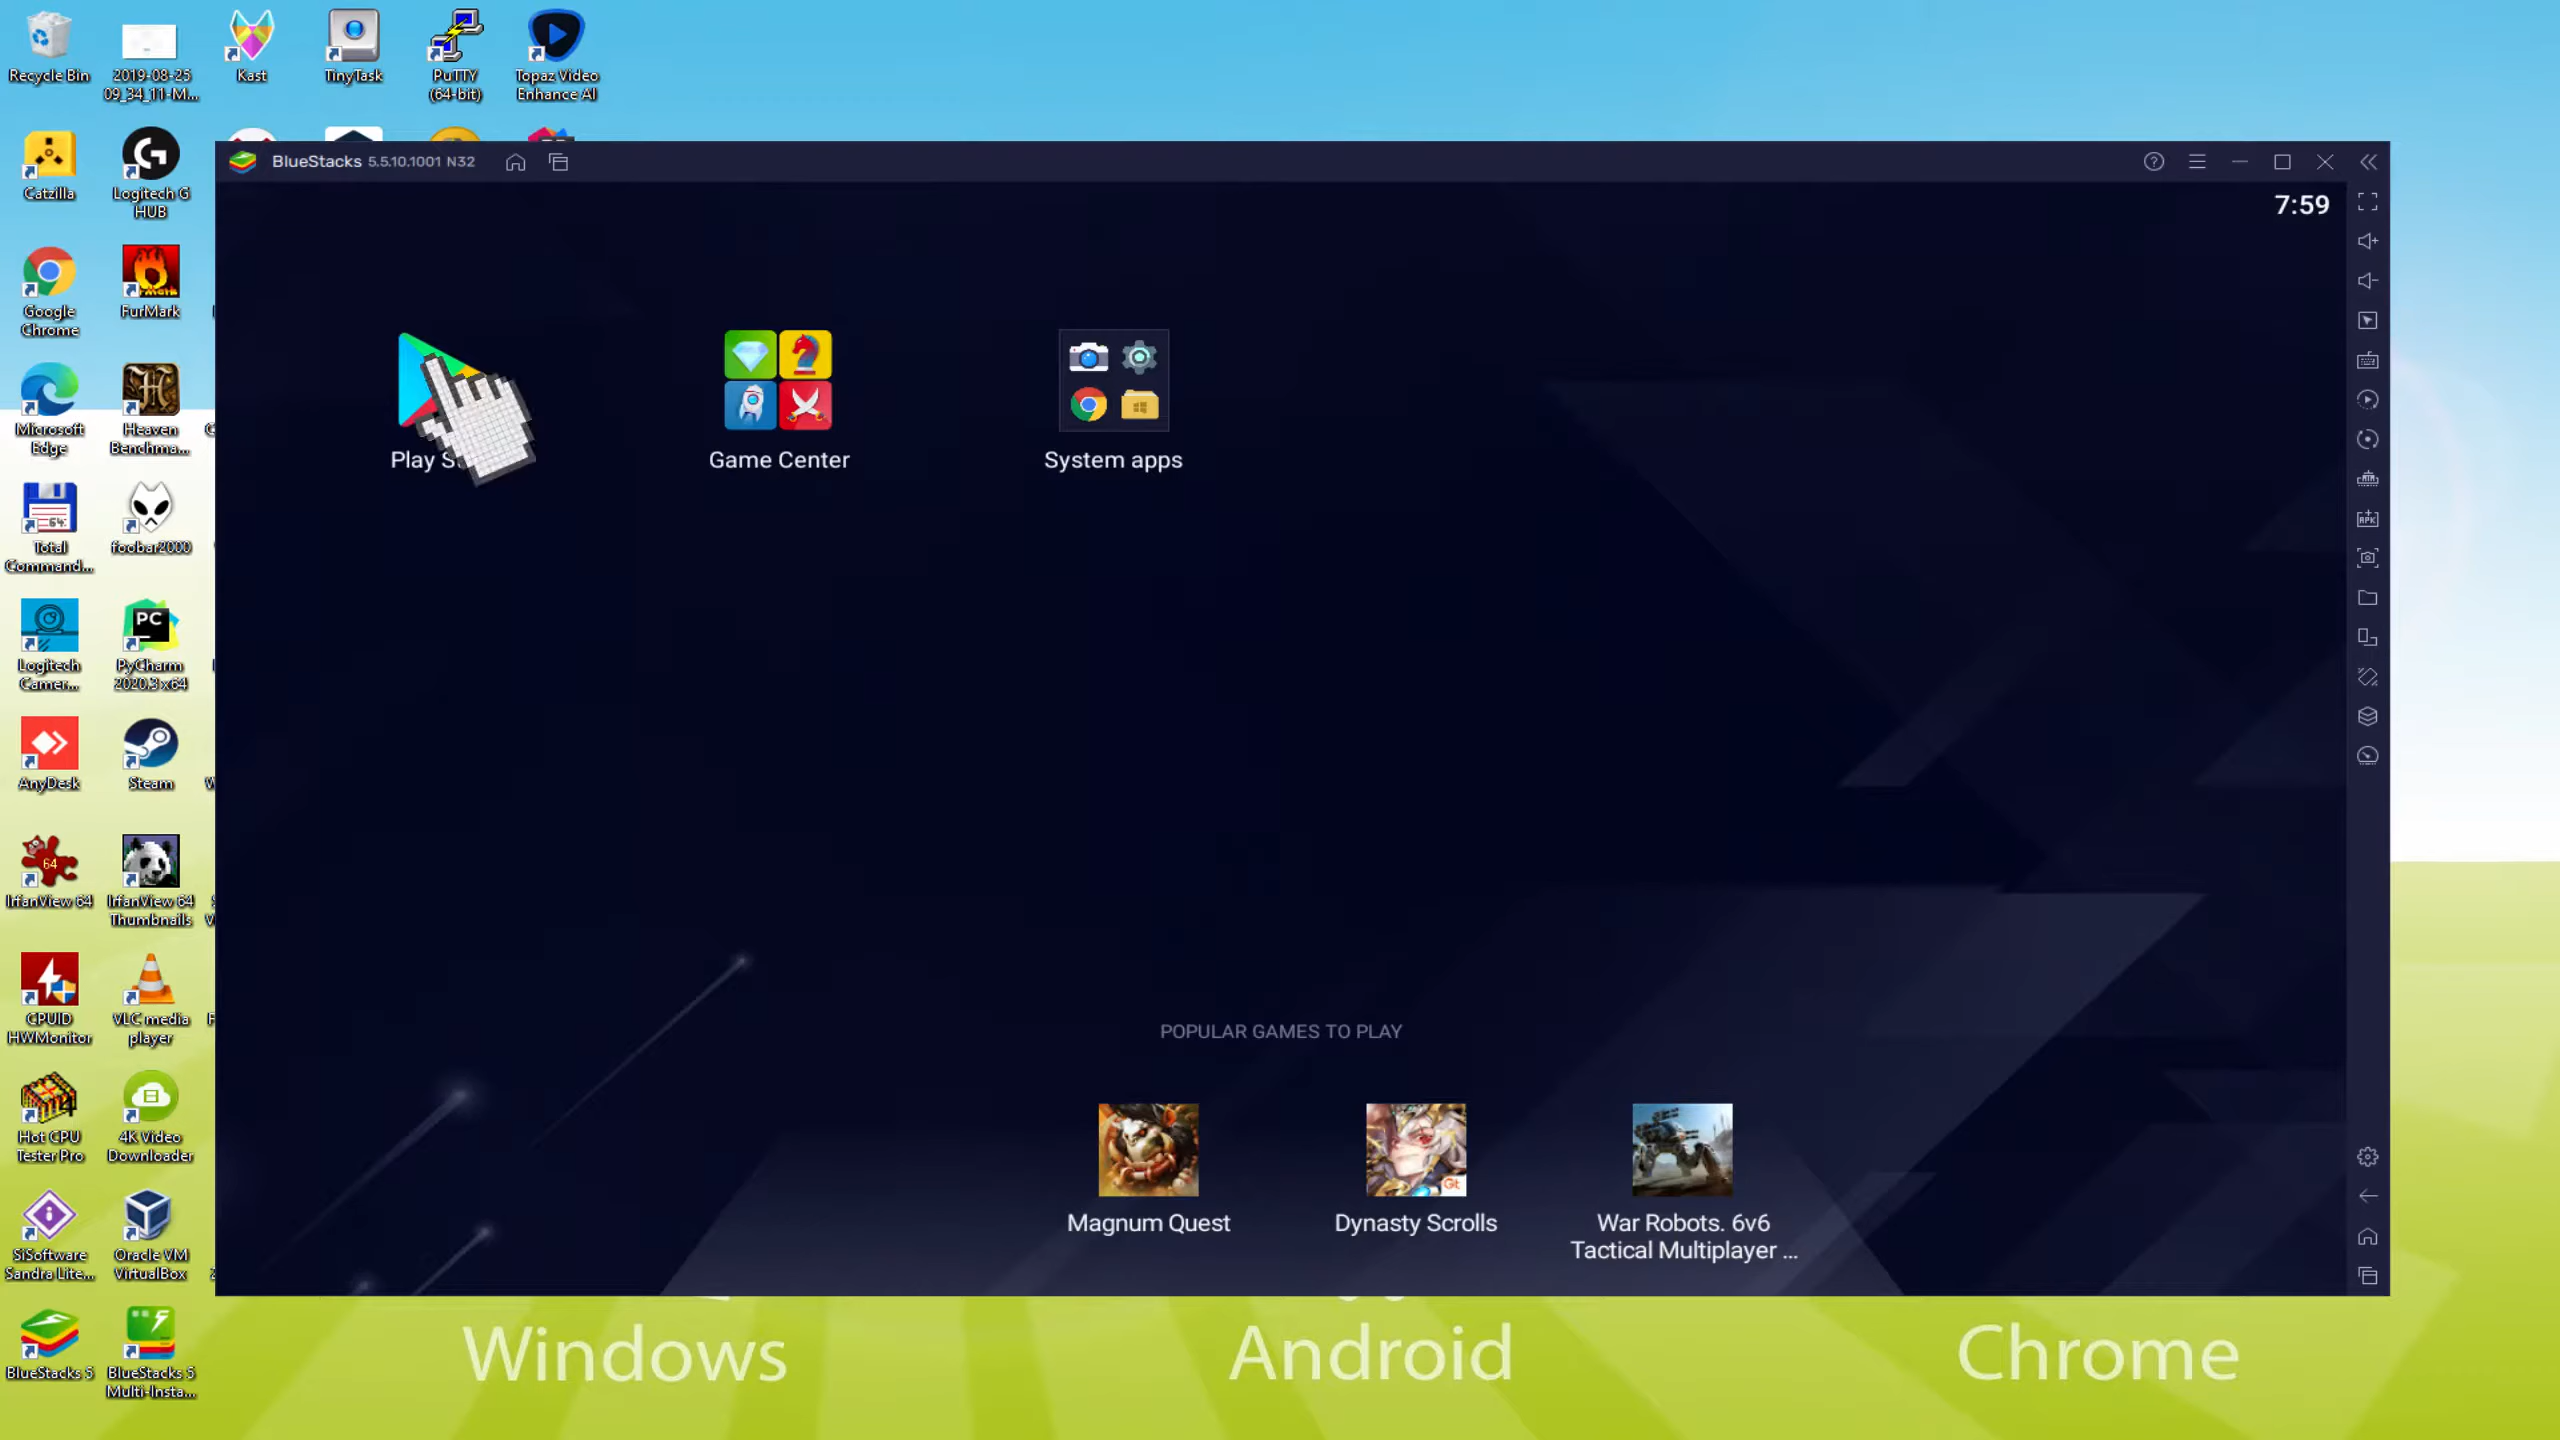 Recycle Bin
2019-08-25
09_34_11-M...
Kast
TinyTask
PuTTY
(64-bit)
Topaz Video
Enhance AI
Catzilla
Logitech G
HUB
Google
Chrome
FurMark
Microsoft
Edge
Heaven
Benchma...
Total
Command...
foobar2000
Logitech
Camer...
PyCharm
2020.3 x64
AnyDesk
Steam
IrfanView 64
IrfanView 64
Thumbnails
CPUID
HWMonitor
VLC media
player
Hot CPU
Tester Pro
4K Video
Downloader
SiSoftware
Sandra Lite...
Oracle VM
VirtualBox
BlueStacks 5
BlueStacks 5
Multi-Insta...
BlueStacks 5.5.10.1001 N32
7:59
Play
Game Center
System apps
POPULAR GAMES TO PLAY
Magnum Quest
Dynasty Scrolls
War Robots. 6v6
Tactical Multiplayer ...
Windows
Android
Chrome